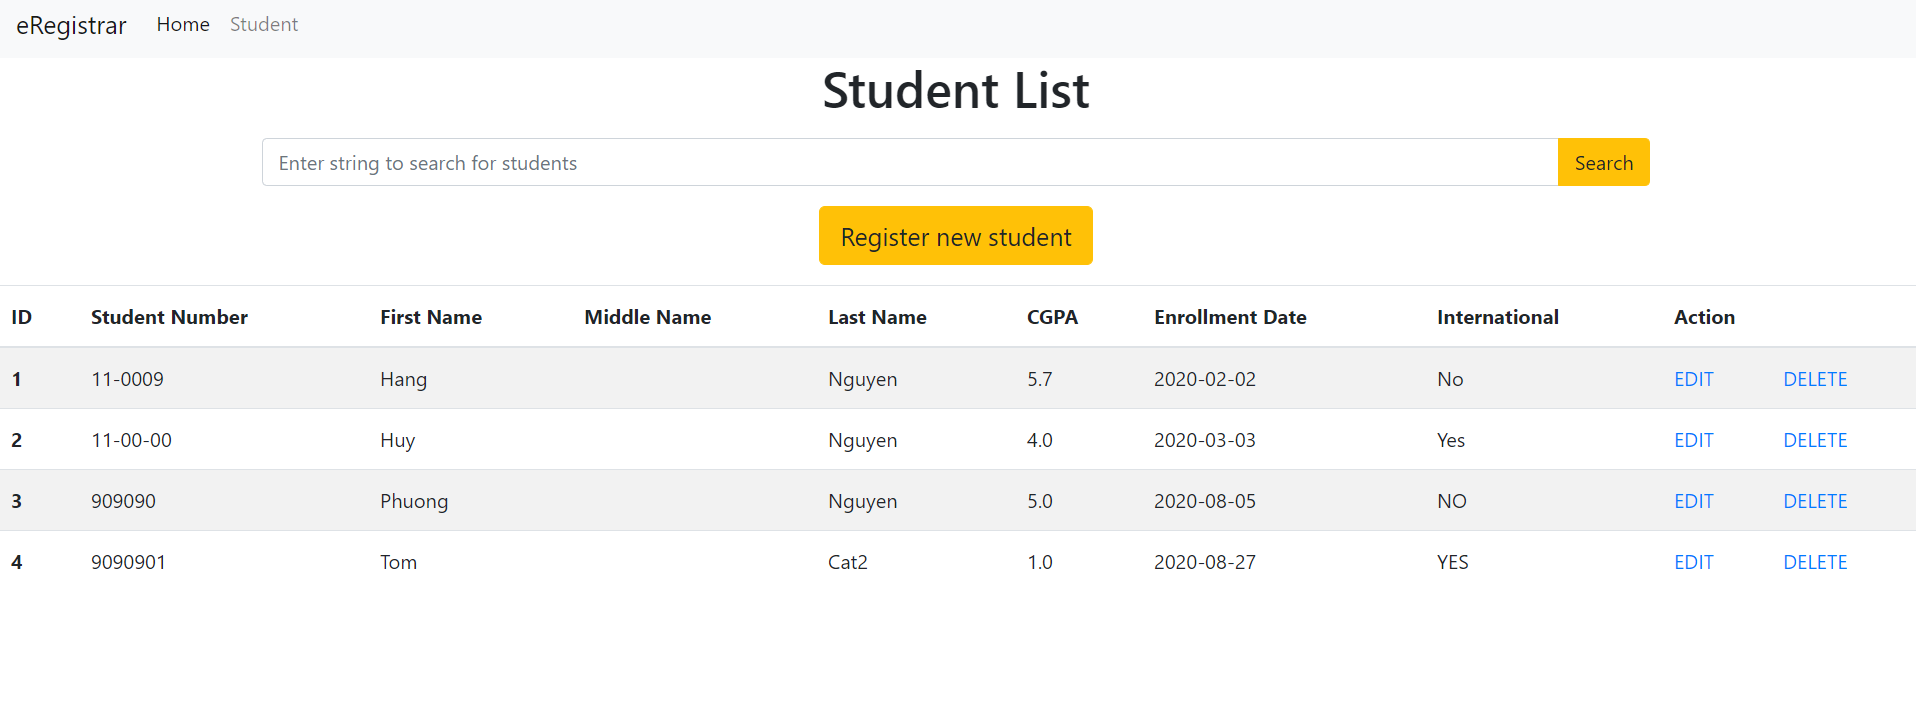 eRegistrar Home Student
Student List
Enter string to search for students Search
Register new student
ID Student Number First Name Middle Name Last Name CGPA Enrollment Date International Action
1 11-0009 Hang Nguyen 5.7 2020-02-02 No EDIT DELETE
2 11-00-00 Huy Nguyen 4.0 2020-03-03 Yes EDIT DELETE
3 909090 Phuong Nguyen 5.0 2020-08-05 NO EDIT DELETE
4 9090901 Tom Cat2 1.0 2020-08-27 YES EDIT DELETE